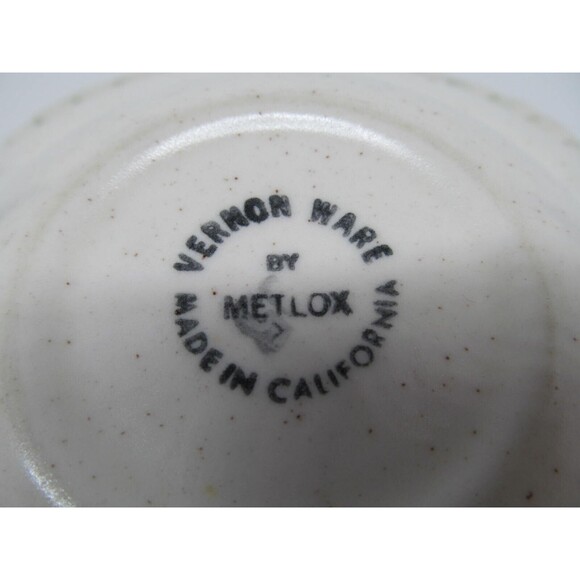 VERNON WARE
BY
METLOX
MADE IN CALIFORNIA